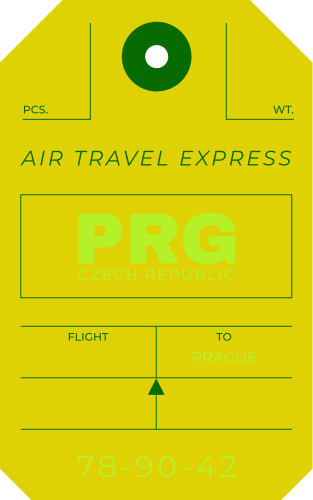 PCS. WT.
AIR TRAVEL EXPRESS
PRG
CZECH REPUBLIC
FLIGHT TO
PRAGUE
78-90-42